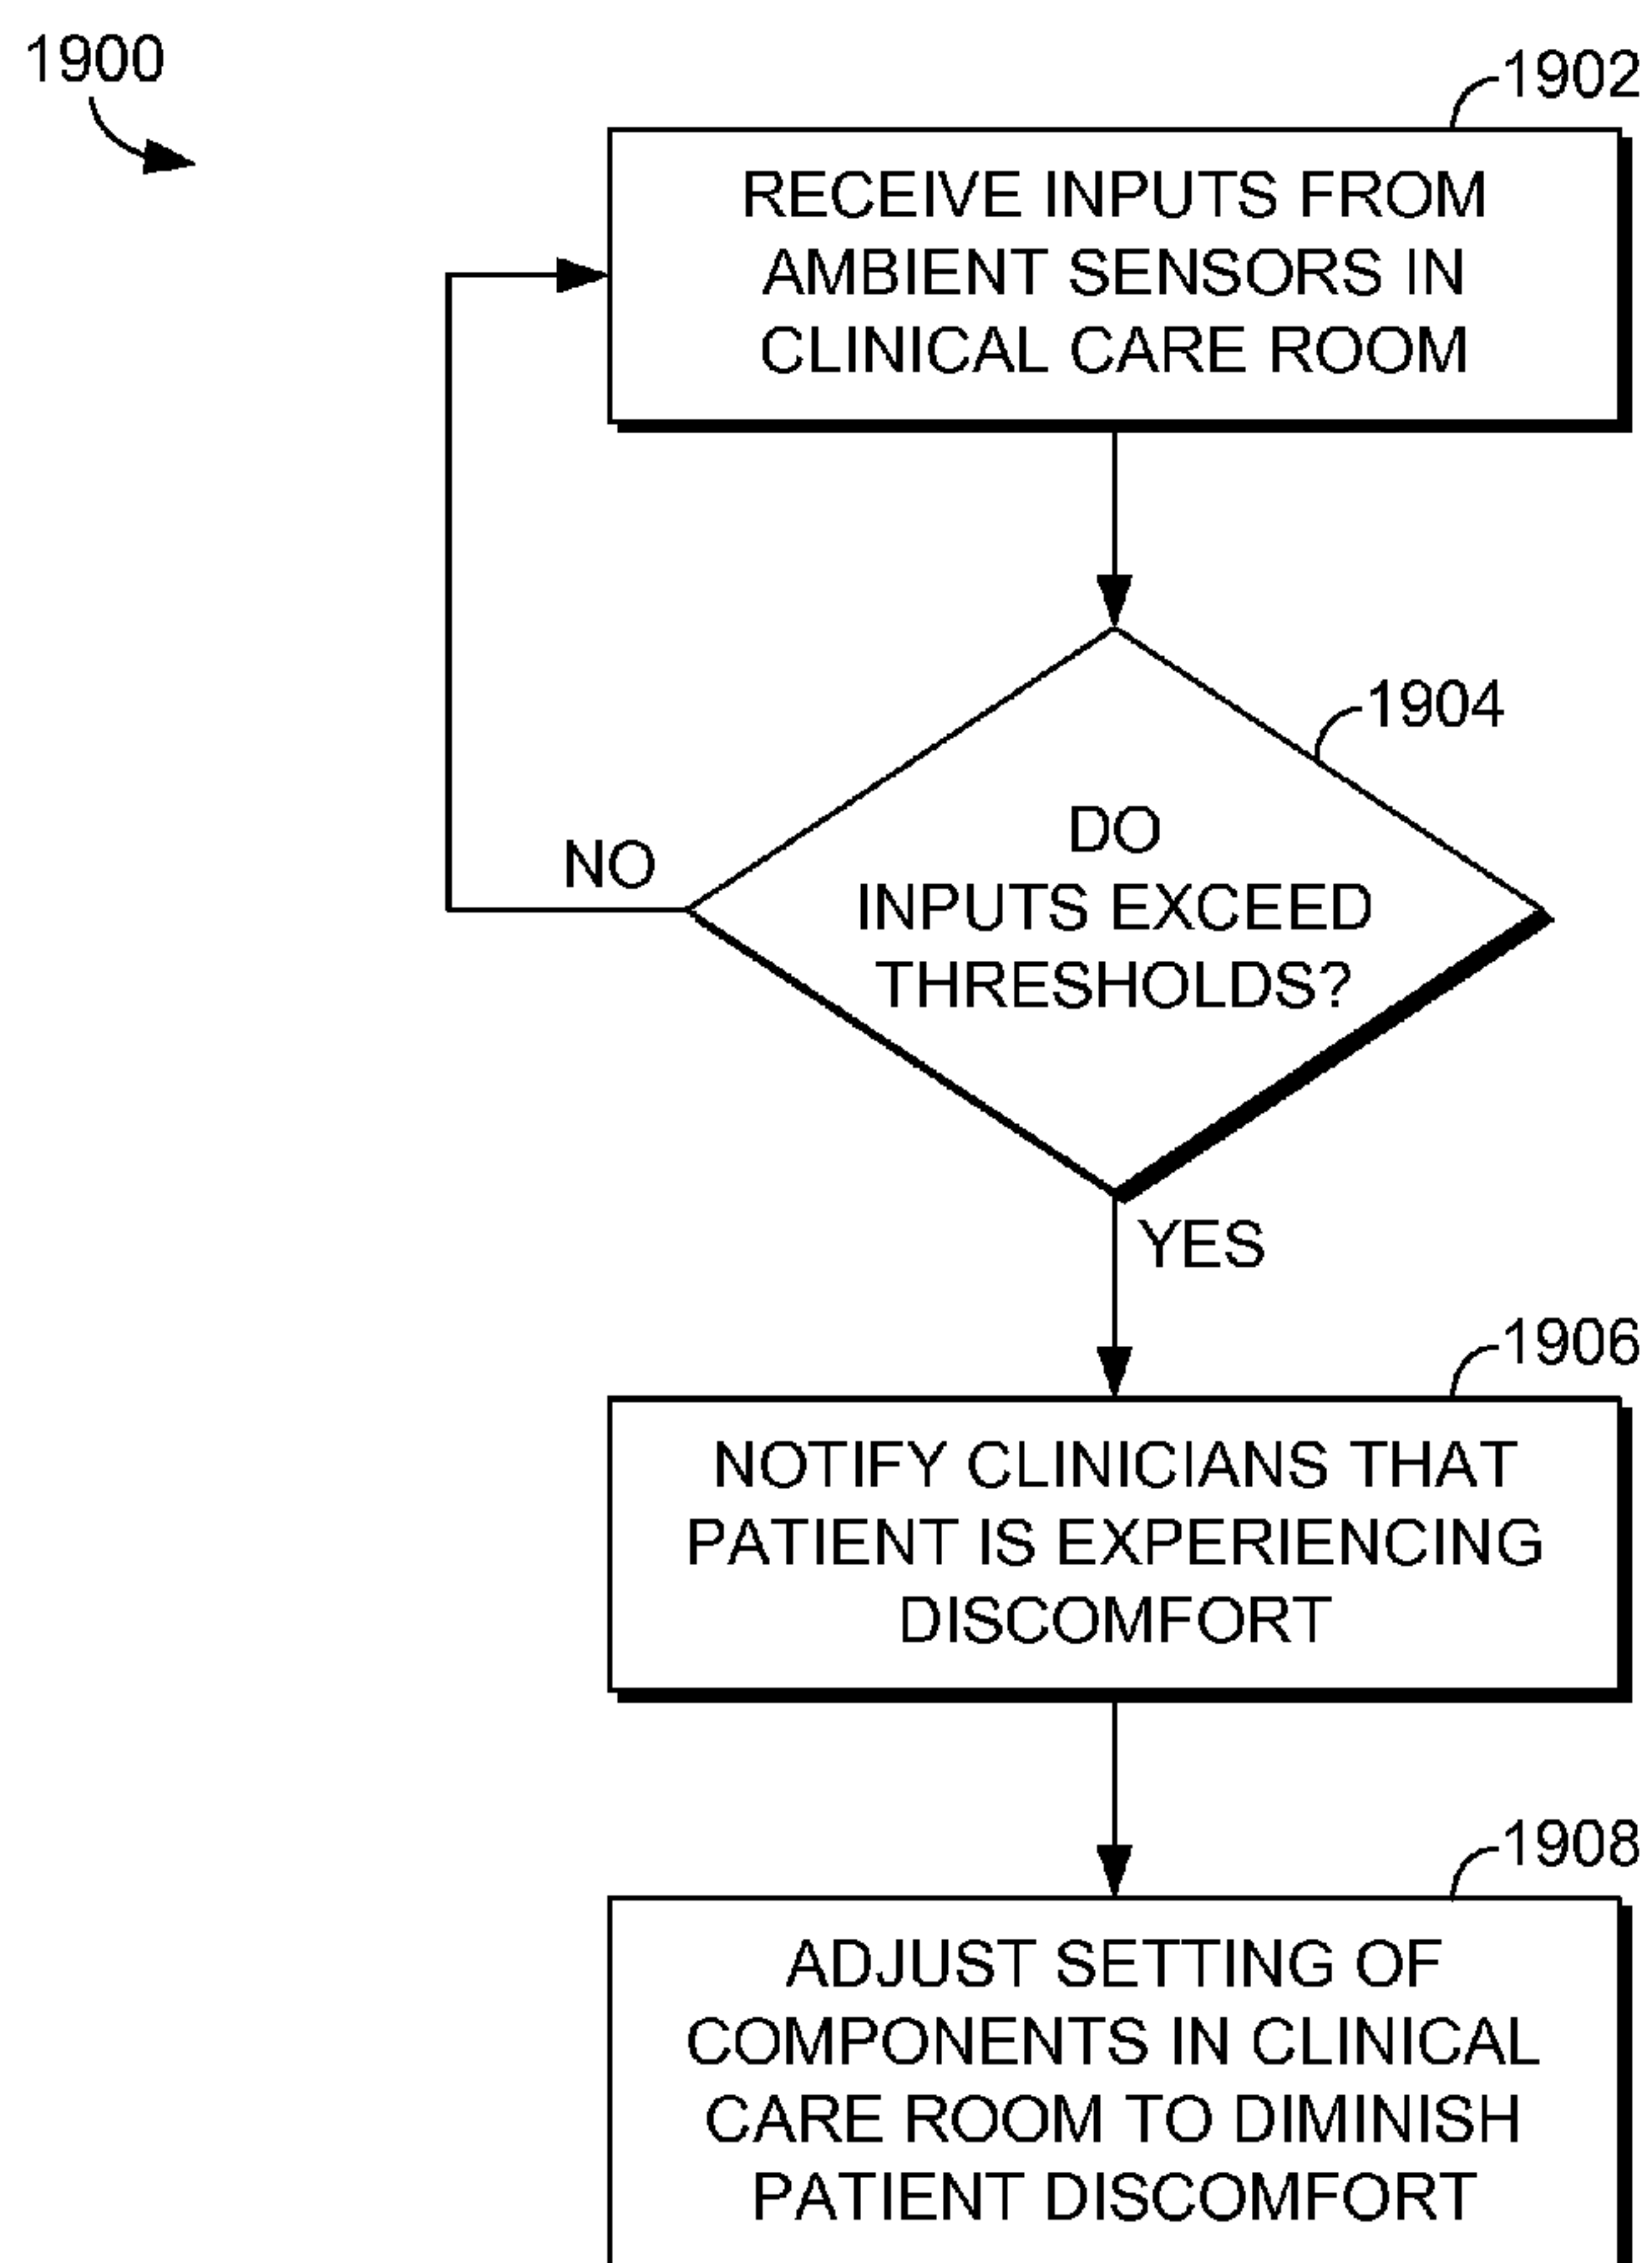 1900
1902
RECEIVE INPUTS FROM
AMBIENT SENSORS IN
CLINICAL CARE ROOM
1904
DO
INPUTS EXCEED
THRESHOLDS?
NO
YES
1906
NOTIFY CLINICIANS THAT
PATIENT IS EXPERIENCING
DISCOMFORT
1908
ADJUST SETTING OF
COMPONENTS IN CLINICAL
CARE ROOM TO DIMINISH
PATIENT DISCOMFORT